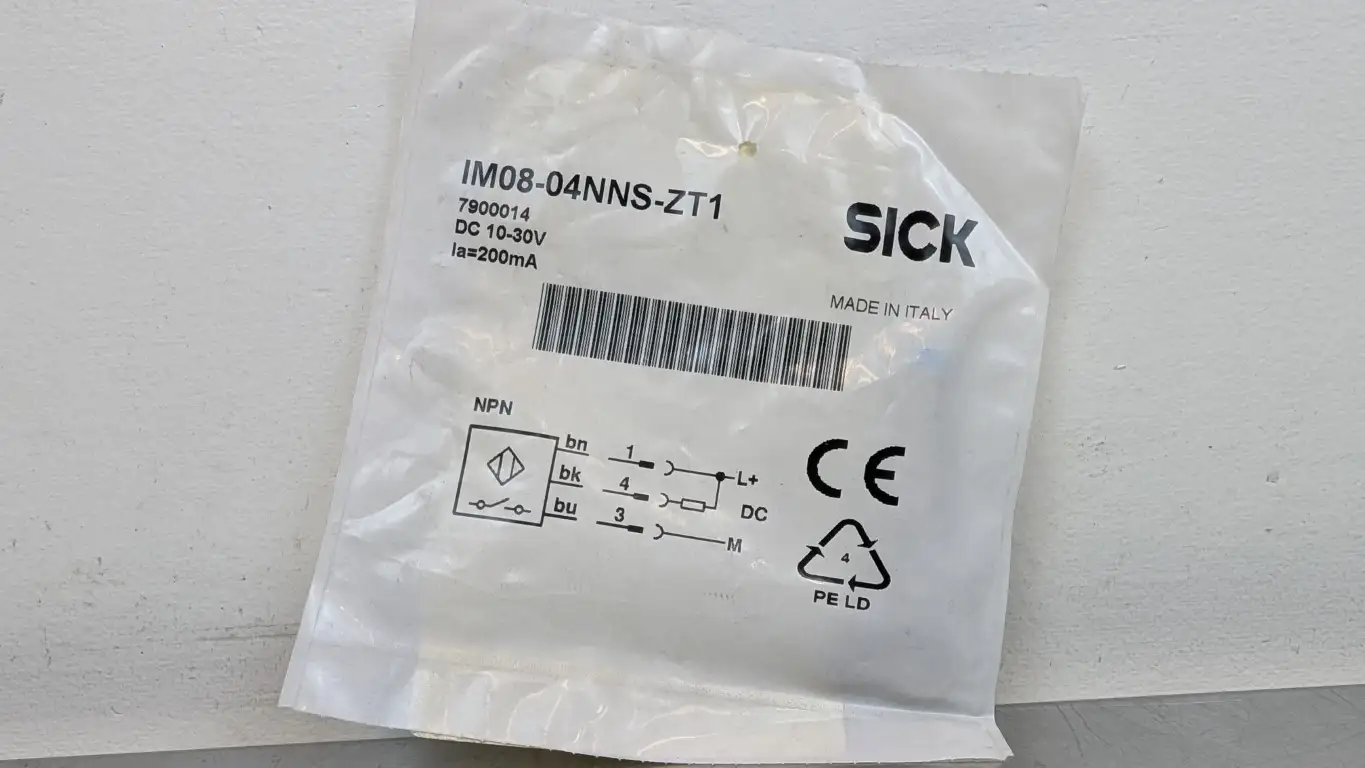 IM08-04NNS-ZT1
7900014
DC 10-30V
Ia=200mA
SICK
MADE IN ITALY
NPN
bn 1 L+
bk 4 DC
bu 3 M
CE
4
PE LD